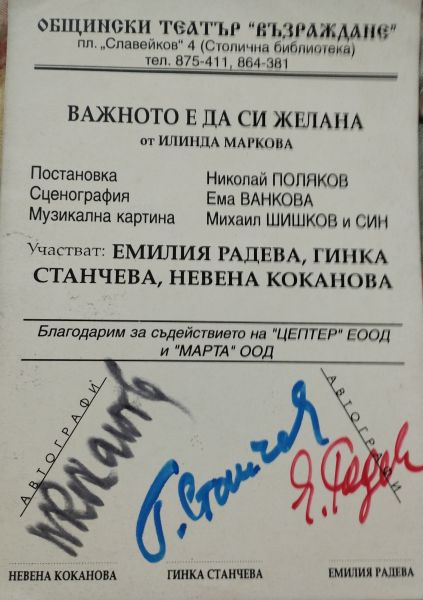 ОБЩИНСКИ ТЕАТЪР "ВЪЗРАЖДАНЕ"
пл. „Славейков" 4 (Столична библиотека)
тел. 875-411, 864-381
ВАЖНОТО Е ДА СИ ЖЕЛАНА
от ИЛИНДА МАРКОВА
Постановка Николай ПОЛЯКОВ
Сценография Ема ВАНКОВА
Музикална картина Михаил ШИШКОВ и СИН
Участват: ЕМИЛИЯ РАДЕВА, ГИНКА
СТАНЧЕВА, НЕВЕНА КОКАНОВА
Благодарим за съдействието на "ЦЕПТЕР" ЕООД
и "МАРТА" ООД
АВТОГРАФИ
АВТОГРАФИ
НКоканова
Г. Станчева
Е. Радева
НЕВЕНА КОКАНОВА ГИНКА СТАНЧЕВА ЕМИЛИЯ РАДЕВА